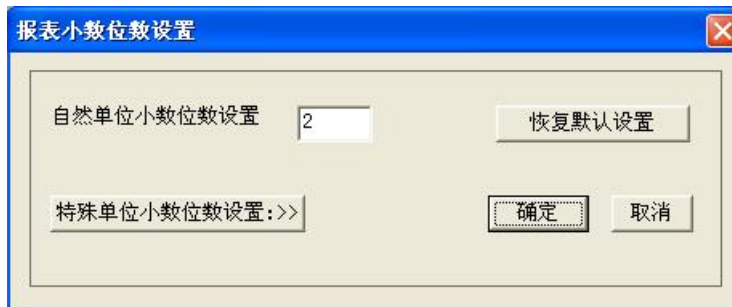 报表小数位数设置
自然单位小数位数设置 2 恢复默认设置
特殊单位小数位数设置:>> 确定 取消